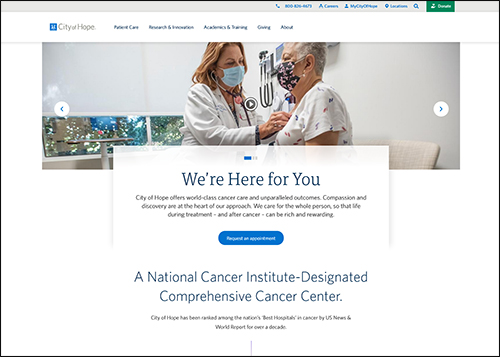 800-826-4673 Careers MyCityOfHope Locations Donate
City of Hope. Patient Care Research & Innovation Academics & Training Giving About
We're Here for You
City of Hope offers world-class cancer care and unparalleled outcomes. Compassion and
discovery are at the heart of our approach. We care for the whole person, so that life
during treatment – and after cancer – can be rich and rewarding.
Request an appointment
A National Cancer Institute-Designated
Comprehensive Cancer Center.
City of Hope has been ranked among the nation's 'Best Hospitals' in cancer by US News &
World Report for over a decade.